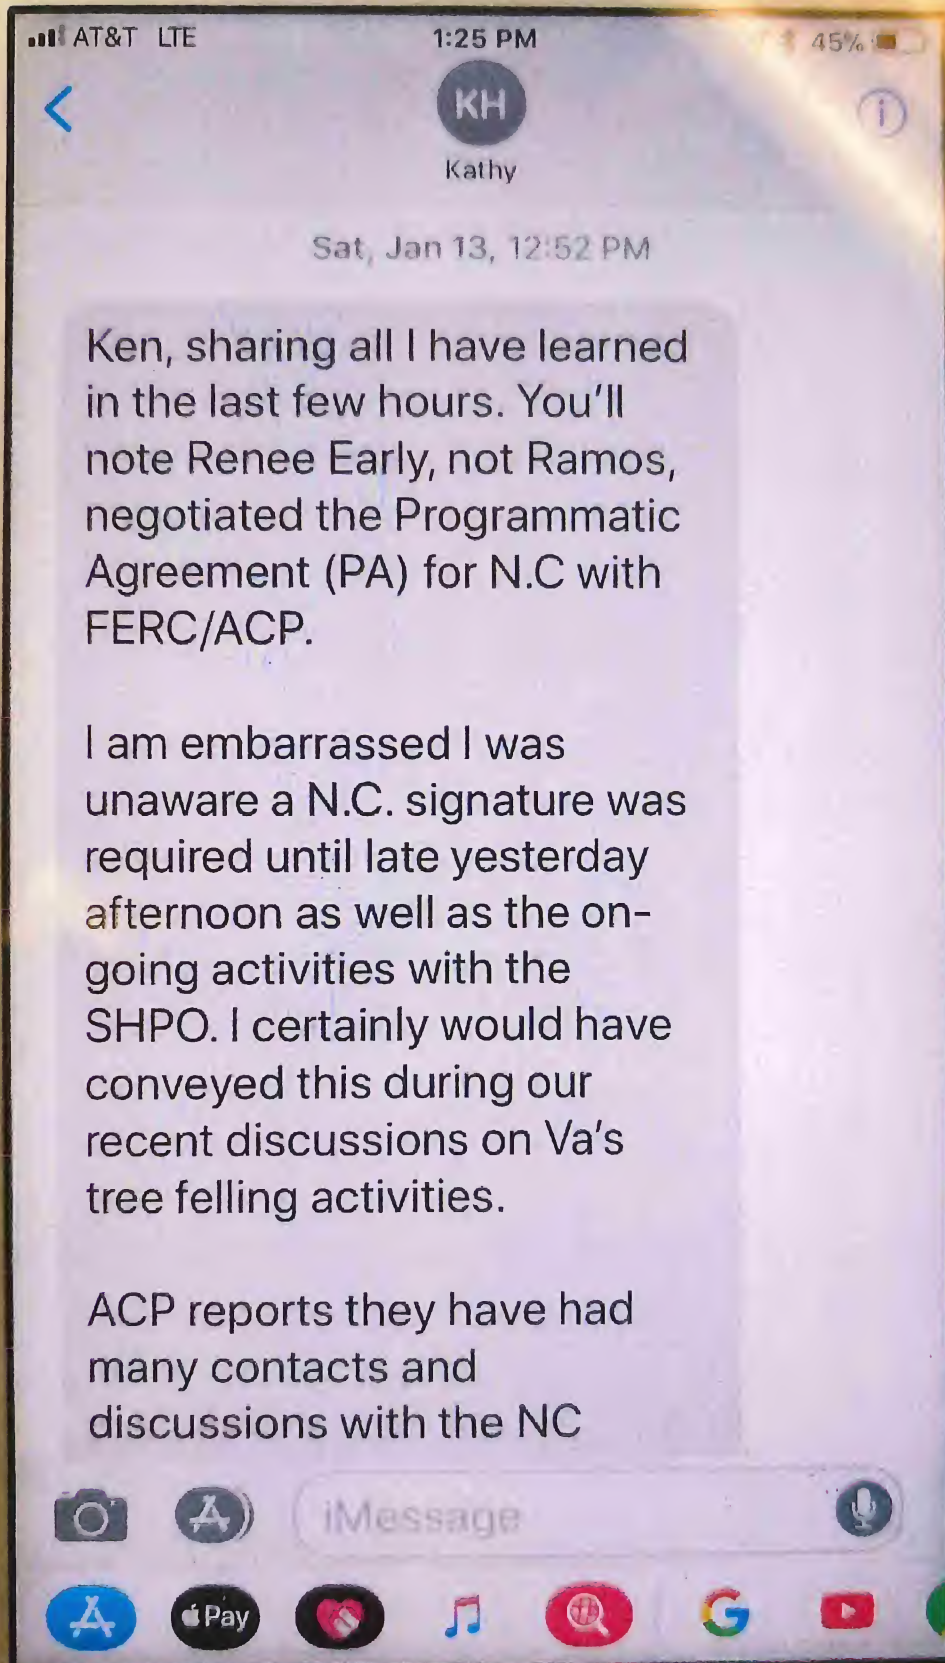 AT&T LTE 1:25 PM 45%
KH
Kathy
Sat, Jan 13, 12:52 PM
Ken, sharing all I have learned
in the last few hours. You'll
note Renee Early, not Ramos,
negotiated the Programmatic
Agreement (PA) for N.C with
FERC/ACP.
I am embarrassed I was
unaware a N.C. signature was
required until late yesterday
afternoon as well as the on-
going activities with the
SHPO. I certainly would have
conveyed this during our
recent discussions on Va's
tree felling activities.
ACP reports they have had
many contacts and
discussions with the NC
iMessage
Pay